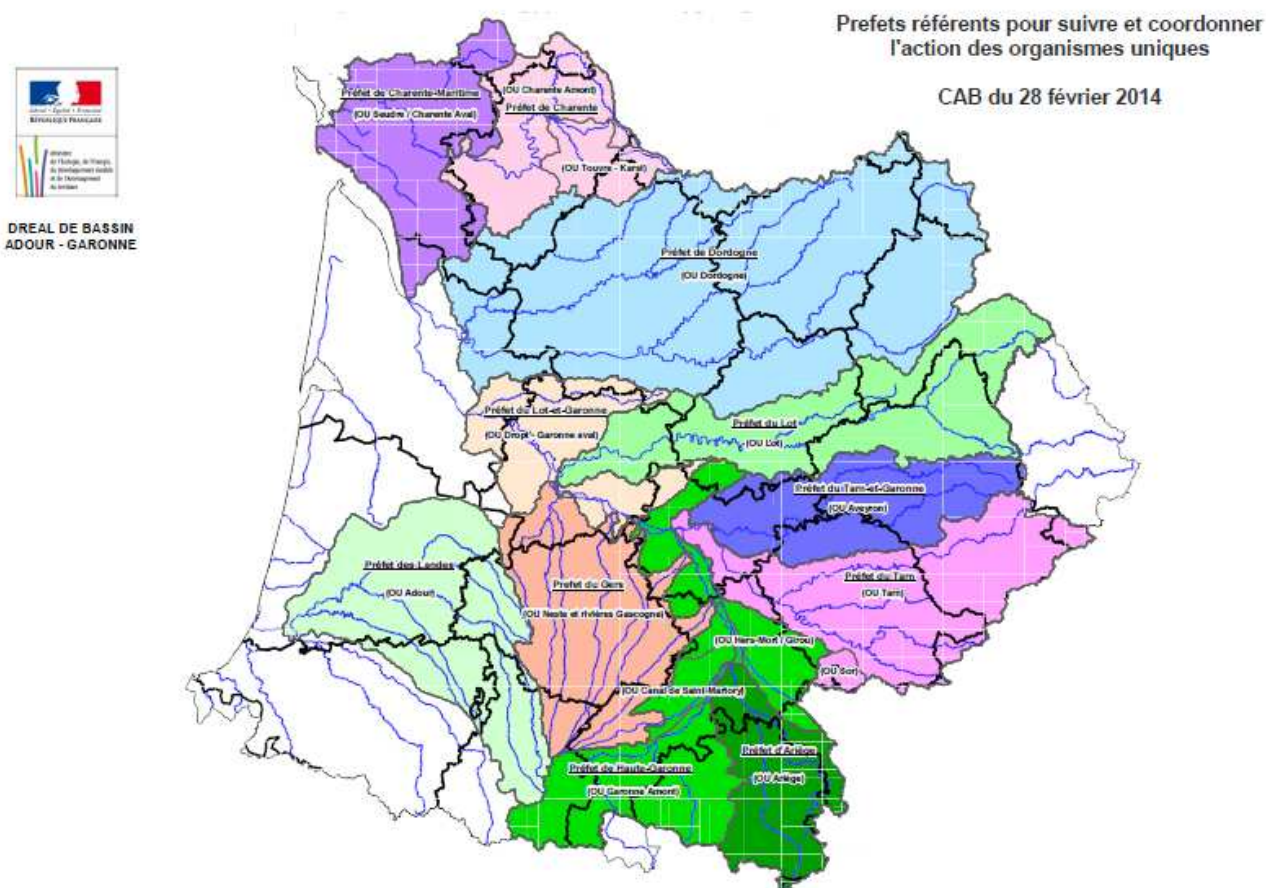 Prefets référents pour suivre et coordonner
l'action des organismes uniques
CAB du 28 février 2014
RÉPUBLIQUE FRANÇAISE
DREAL DE BASSIN
ADOUR - GARONNE
Préfet de Charente-Maritime
(OU Seudre / Charente Aval)
(OU Charente Amont)
Préfet de Charente
(OU Touvre - Karst)
Préfet de Dordogne
(OU Dordogne)
Préfet du Lot-et-Garonne
(OU Dropt - Garonne aval)
Préfet du Lot
(OU Lot)
Préfet du Tarn-et-Garonne
(OU Aveyron)
Préfet des Landes
(OU Adour)
Prefet du Gers
(OU Neste et rivières Gascogne)
Préfet du Tarn
(OU Tarn)
(OU Hers-Mort / Girou)
(OU Sor)
(OU Canal de Saint-Martory)
Préfet de Haute-Garonne
(OU Garonne Amont)
Préfet d'Ariège
(OU Ariège)